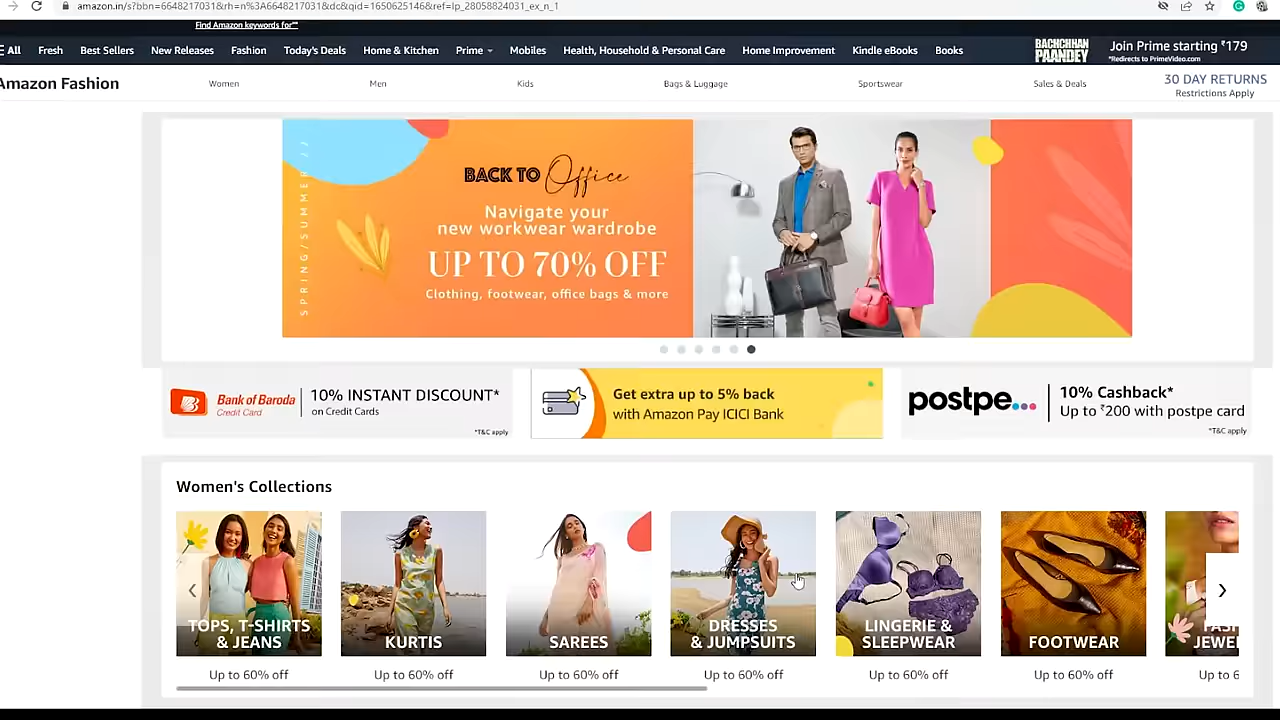 amazon.in/s?bbn=6648217031&rh=n%3A6648217031&dc&qid=1650625146&ref=lp_28058824031_ex_n_1
Find Amazon keywords for""
All Fresh Best Sellers New Releases Fashion Today's Deals Home & Kitchen Prime Mobiles Health, Household & Personal Care Home Improvement Kindle eBooks Books
BACHCHHAN
PAANDEY
Join Prime starting ₹179
*Redirects to PrimeVideo.com
Amazon Fashion
Women Men Kids Bags & Luggage Sportswear Sales & Deals
30 DAY RETURNS
Restrictions Apply
SPRING/SUMMER //
BACK TO Office
Navigate your
new workwear wardrobe
UP TO 70% OFF
Clothing, footwear, office bags & more
Bank of Baroda
Credit Card
10% INSTANT DISCOUNT*
on Credit Cards
*T&C apply
Get extra up to 5% back
with Amazon Pay ICICI Bank
postpe...
10% Cashback*
Up to ₹200 with postpe card
*T&C apply
Women's Collections
TOPS, T-SHIRTS
& JEANS
KURTIS
SAREES
DRESSES
& JUMPSUITS
LINGERIE &
SLEEPWEAR
FOOTWEAR
JEWEL
Up to 60% off
Up to 60% off
Up to 60% off
Up to 60% off
Up to 60% off
Up to 60% off
Up to 6